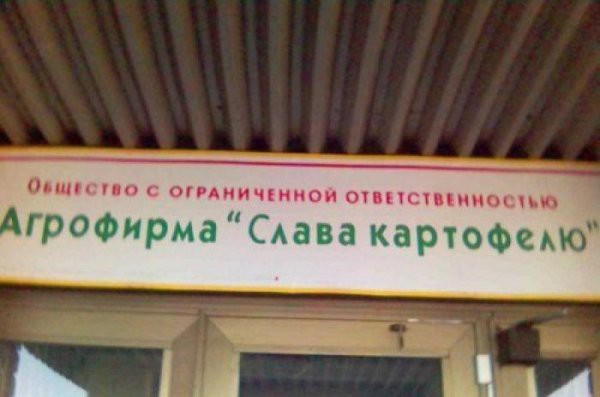 Общество с ограниченной ответственностью
Агрофирма "Слава картофелю"